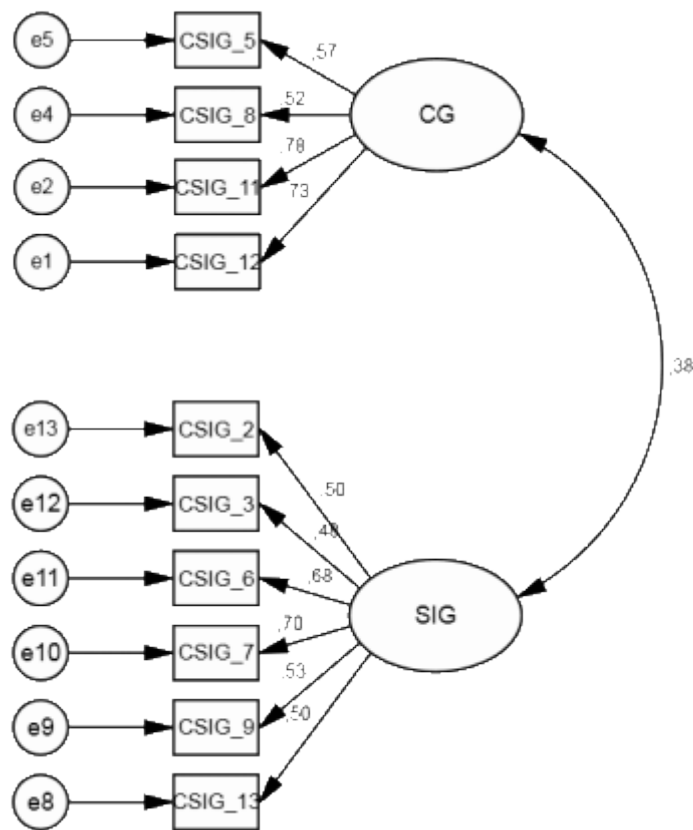 e5
CSIG_5
,57
e4
CSIG_8
,52
CG
e2
CSIG_11
,78
e1
CSIG_12
,73
,38
e13
CSIG_2
,50
e12
CSIG_3
,48
e11
CSIG_6
,68
SIG
e10
CSIG_7
,70
e9
CSIG_9
,53
e8
CSIG_13
,50